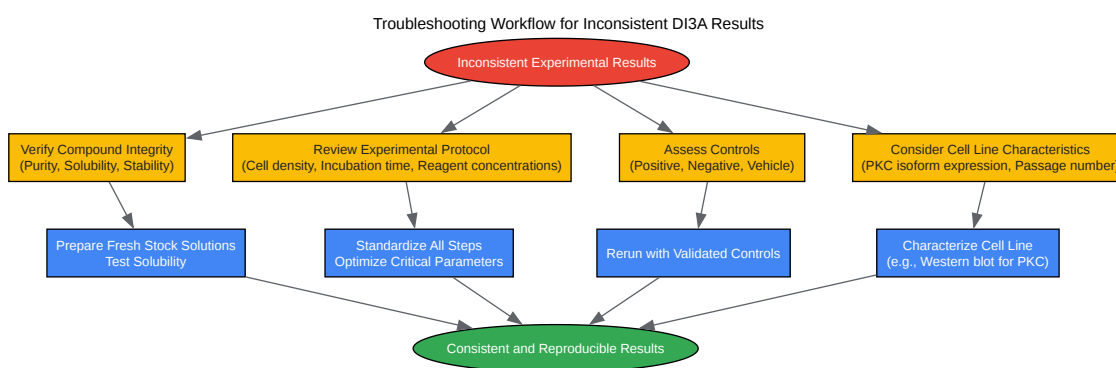 Troubleshooting Workflow for Inconsistent DI3A Results
Inconsistent Experimental Results
Verify Compound Integrity
(Purity, Solubility, Stability)
Review Experimental Protocol
(Cell density, Incubation time, Reagent concentrations)
Assess Controls
(Positive, Negative, Vehicle)
Consider Cell Line Characteristics
(PKC isoform expression, Passage number)
Prepare Fresh Stock Solutions
Test Solubility
Standardize All Steps
Optimize Critical Parameters
Rerun with Validated Controls
Characterize Cell Line
(e.g., Western blot for PKC)
Consistent and Reproducible Results